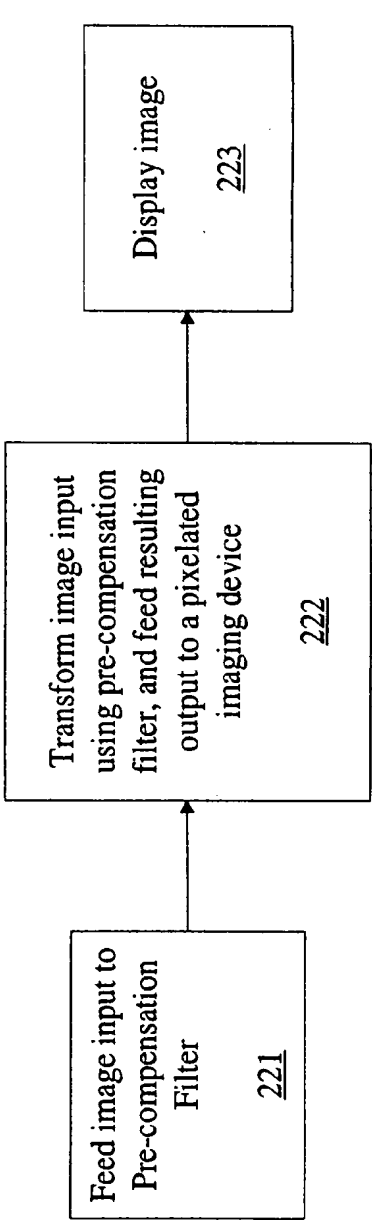 Feed image input to
Pre-compensation
Filter
221
Transform image input
using pre-compensation
filter, and feed resulting
output to a pixelated
imaging device
222
Display image
223